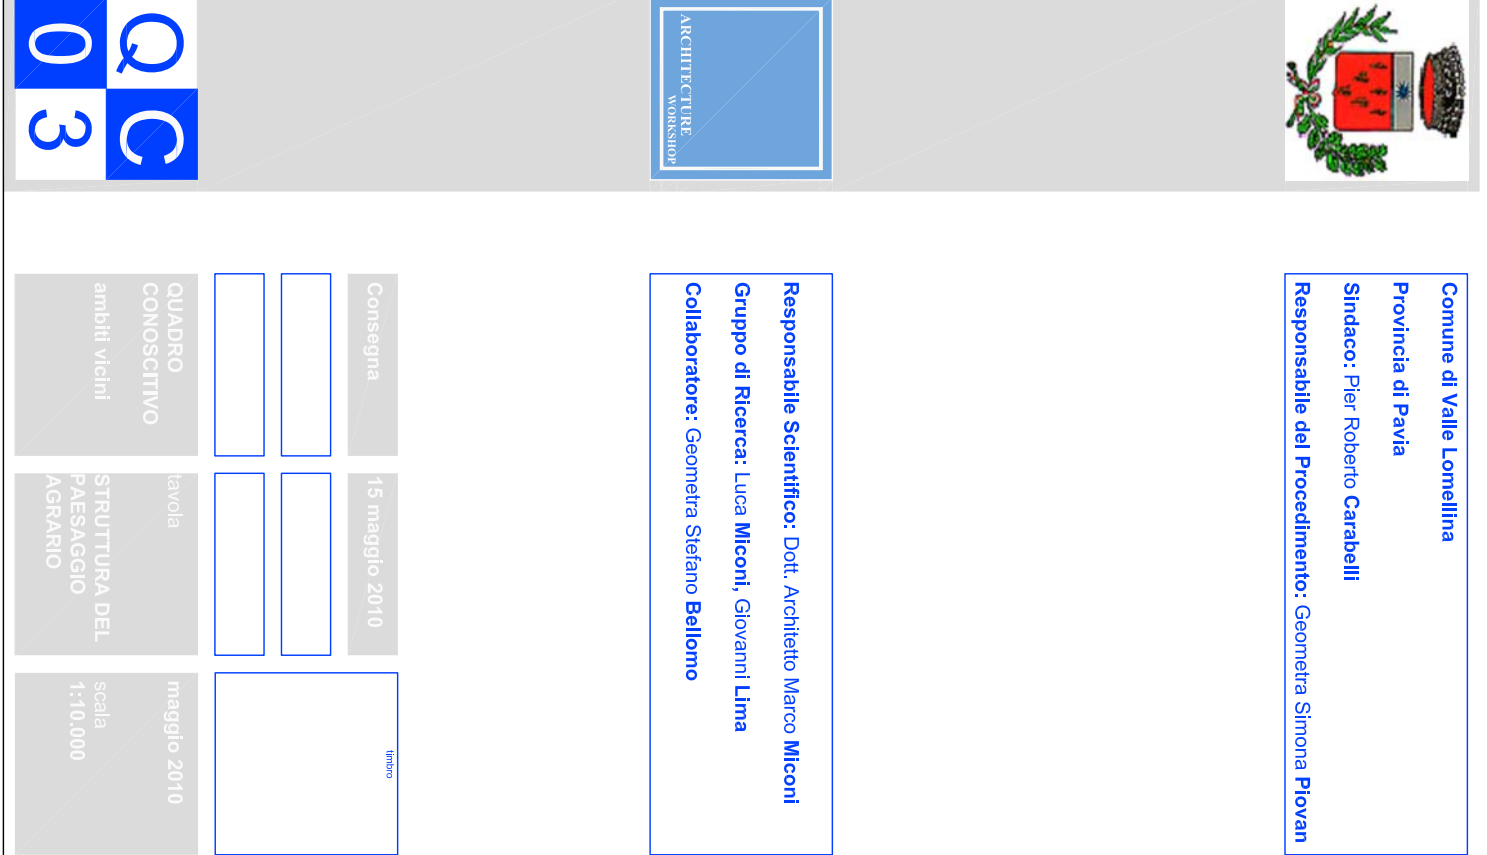 Comune di Valle Lomellina
Provincia di Pavia
Sindaco: Pier Roberto Carabelli
Responsabile del Procedimento: Geometra Simona Piovan
ARCHITECTURE
WORKSHOP
Responsabile Scientifico: Dott. Architetto Marco Miconi
Gruppo di Ricerca: Luca Miconi, Giovanni Lima
Collaboratore: Geometra Stefano Bellomo
Consegna
15 maggio 2010
timbro
QC
03
QUADRO
CONOSCITIVO
ambiti vicini
tavola
STRUTTURA DEL
PAESAGGIO
AGRARIO
maggio 2010
scala
1:10.000